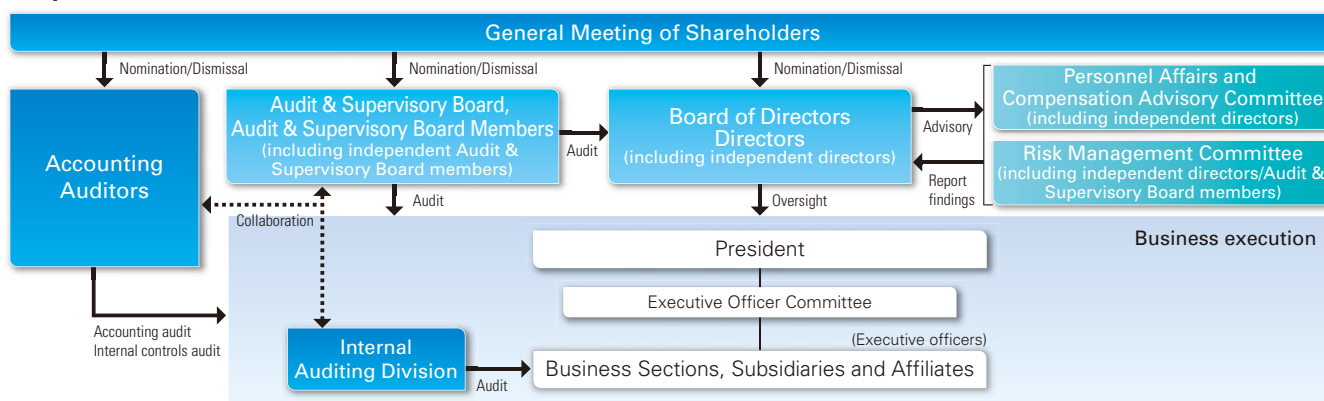 General Meeting of Shareholders
Nomination/Dismissal
Nomination/Dismissal
Nomination/Dismissal
Accounting
Auditors
Audit & Supervisory Board,
Audit & Supervisory Board Members
(including independent Audit &
Supervisory Board members)
Audit
Board of Directors
Directors
(including independent directors)
Advisory
Report
findings
Personnel Affairs and
Compensation Advisory Committee
(including independent directors)
Risk Management Committee
(including independent directors/Audit &
Supervisory Board members)
Collaboration
Audit
Oversight
Business execution
President
Executive Officer Committee
(Executive officers)
Accounting audit
Internal controls audit
Internal
Auditing Division
Audit
Business Sections, Subsidiaries and Affiliates